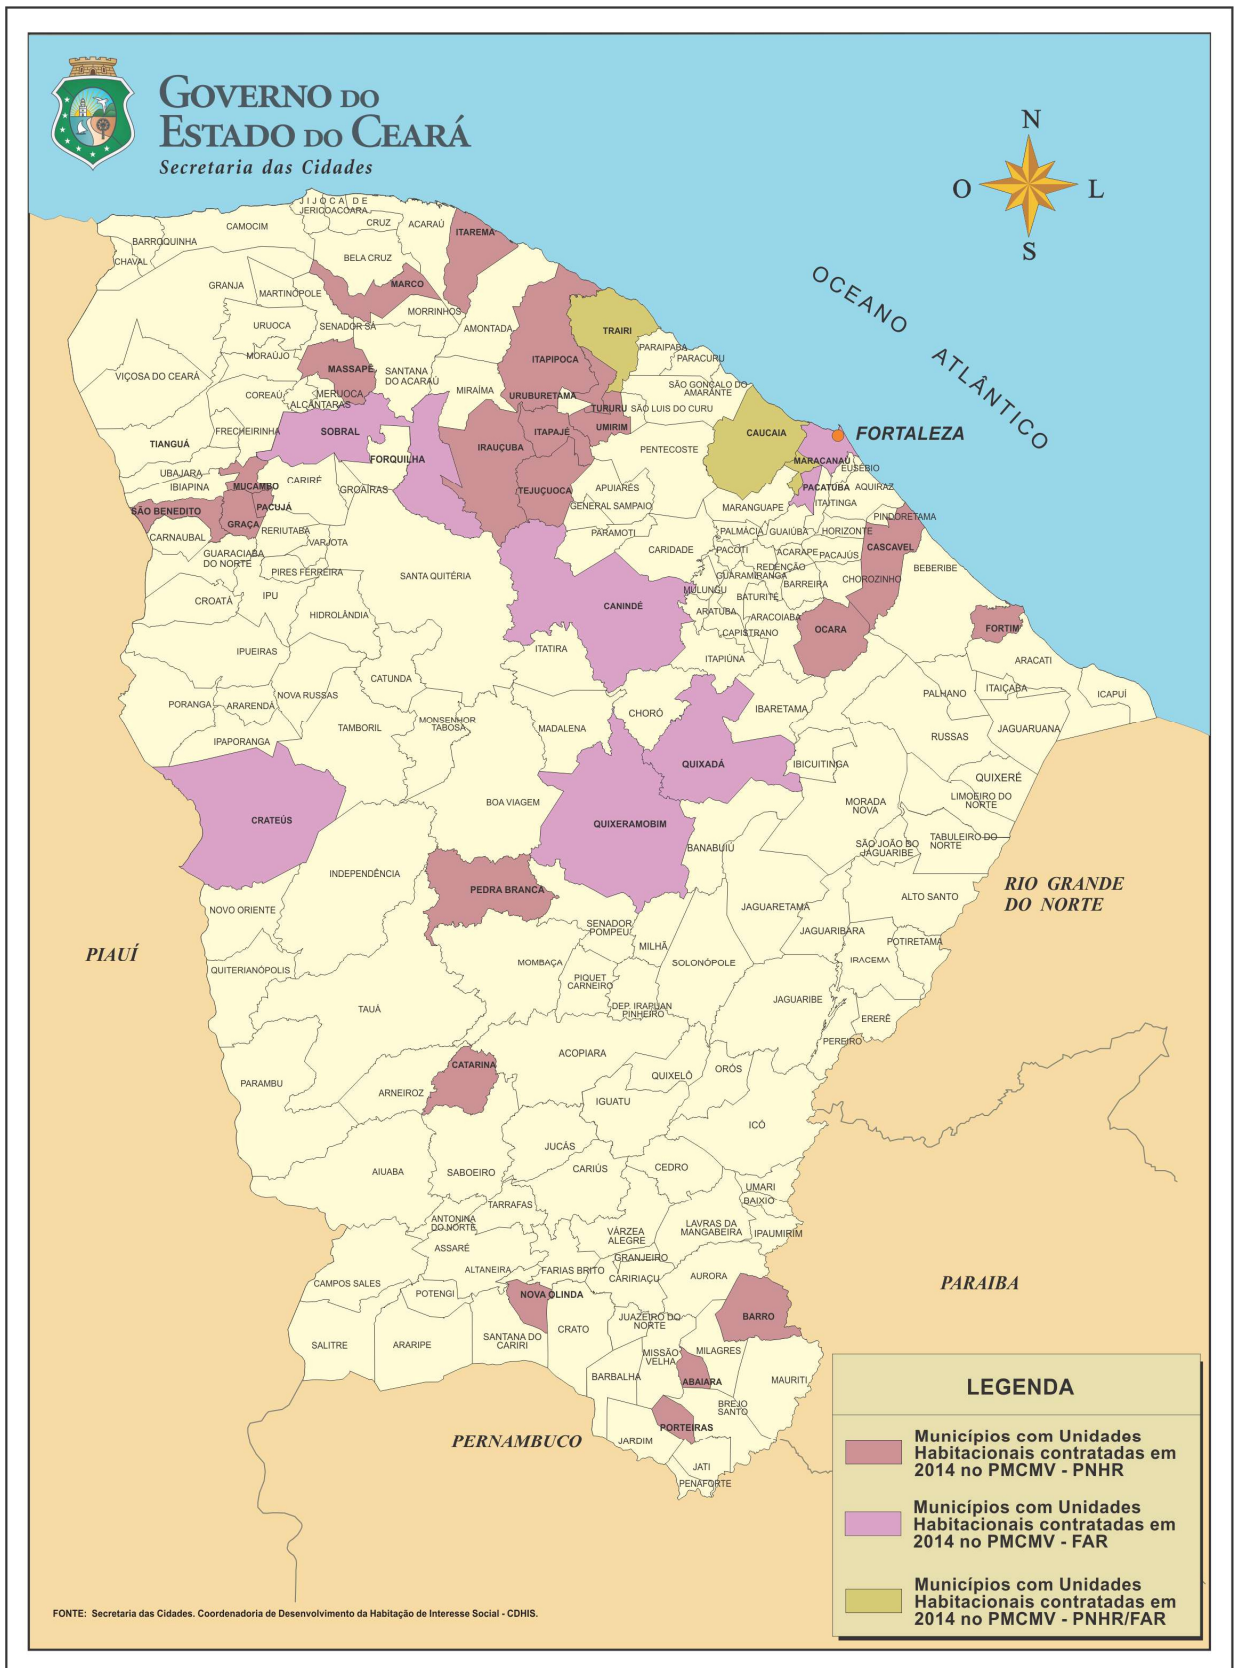 GOVERNO DO
ESTADO DO CEARÁ
Secretaria das Cidades
N
O
L
S
OCEANO ATLÂNTICO
JIJOCA DE
JERICOACOARA
CRUZ
ACARAÚ
ITAREMA
CAMOCIM
BARROQUINHA
CHAVAL
BELA CRUZ
GRANJA
MARTINÓPOLE
MARCO
MORRINHOS
URUOCA
SENADOR SÁ
AMONTADA
TRAIRI
PARAIPABA
PARACURU
MORAÚJO
MASSAPÊ
SANTANA
DO ACARAÚ
ITAPIPOCA
VIÇOSA DO CEARÁ
COREAÚ
MERUOCA
ALCÂNTARAS
MIRAÍMA
URUBURETAMA
SÃO GONÇALO DO
AMARANTE
TURURU
SÃO LUIS DO CURU
FRECHEIRINHA
SOBRAL
TIANGUÁ
IRAUÇUBA
ITAPAJÉ
UMIRIM
CAUCAIA
FORTALEZA
FORQUILHA
PENTECOSTE
MARACANAÚ
EUSÉBIO
UBAJARA
IBIAPINA
MUCAMBO
CARIRÉ
GROAÍRAS
TEJUÇUOCA
APUIARÉS
PACATUBA
AQUIRAZ
SÃO BENEDITO
PACUJÁ
GENERAL SAMPAIO
MARANGUAPE
ITAITINGA
GRAÇA
PINDORETAMA
CARNAUBAL
RERIUTABA
VARJOTA
PARAMOTI
PALMÁCIA
GUAIÚBA
HORIZONTE
GUARACIABA
DO NORTE
CARIDADE
PACOTI
ACARAPE
PACAJÚS
CASCAVEL
PIRES FERREIRA
SANTA QUITÉRIA
REDENÇÃO
GUARAMIRANGA
CHOROZINHO
BEBERIBE
CROATÁ
IPU
MULUNGU
BATURITÉ
BARREIRA
HIDROLÂNDIA
CANINDÉ
ARATUBA
ARACOIABA
OCARA
FORTIM
CAPISTRANO
IPUEIRAS
ITATIRA
ITAPIÚNA
ARACATI
CATUNDA
PORANGA
ARARENDÁ
NOVA RUSSAS
CHORÓ
IBARETAMA
PALHANO
ITAIÇABA
ICAPUÍ
TAMBORIL
MONSENHOR
TABOSA
MADALENA
RUSSAS
JAGUARUANA
IPAPORANGA
QUIXADÁ
IBICUITINGA
QUIXERÉ
CRATEÚS
BOA VIAGEM
QUIXERAMOBIM
MORADA
NOVA
LIMOEIRO DO
NORTE
BANABUIÚ
SÃO JOÃO DO
JAGUARIBE
TABULEIRO DO
NORTE
INDEPENDÊNCIA
PEDRA BRANCA
RIO GRANDE
DO NORTE
ALTO SANTO
NOVO ORIENTE
JAGUARETAMA
SENADOR
POMPEU
JAGUARIBARA
POTIRETAMA
PIAUÍ
MILHÃ
QUITERIANÓPOLIS
MOMBAÇA
SOLONÓPOLE
IRACEMA
PIQUET
CARNEIRO
TAUÁ
DEP. IRAPUAN
PINHEIRO
JAGUARIBE
ERERÊ
PEREIRO
ACOPIARA
CATARINA
QUIXELÔ
ORÓS
PARAMBU
ARNEIROZ
IGUATU
ICÓ
JUCÁS
AIUABA
SABOEIRO
CARIÚS
CEDRO
UMARI
BAIXIO
TARRAFAS
ANTONINA
DO NORTE
VÁRZEA
ALEGRE
LAVRAS DA
MANGABEIRA
IPAUMIRIM
ASSARÉ
GRANJEIRO
ALTANEIRA
FARIAS BRITO
CARIRIAÇU
AURORA
CAMPOS SALES
POTENGI
NOVA OLINDA
PARAIBA
JUAZEIRO DO
NORTE
BARRO
SALITRE
ARARIPE
SANTANA DO
CARIRI
CRATO
MISSÃO
VELHA
MILAGRES
BARBALHA
ABAIARA
MAURITI
BREJO
SANTO
PORTEIRAS
PERNAMBUCO
JARDIM
JATI
PENAFORTE
LEGENDA
Municípios com Unidades
Habitacionais contratadas em
2014 no PMCMV - PNHR
Municípios com Unidades
Habitacionais contratadas em
2014 no PMCMV - FAR
Municípios com Unidades
Habitacionais contratadas em
2014 no PMCMV - PNHR/FAR
FONTE: Secretaria das Cidades. Coordenadoria de Desenvolvimento da Habitação de Interesse Social - CDHIS.